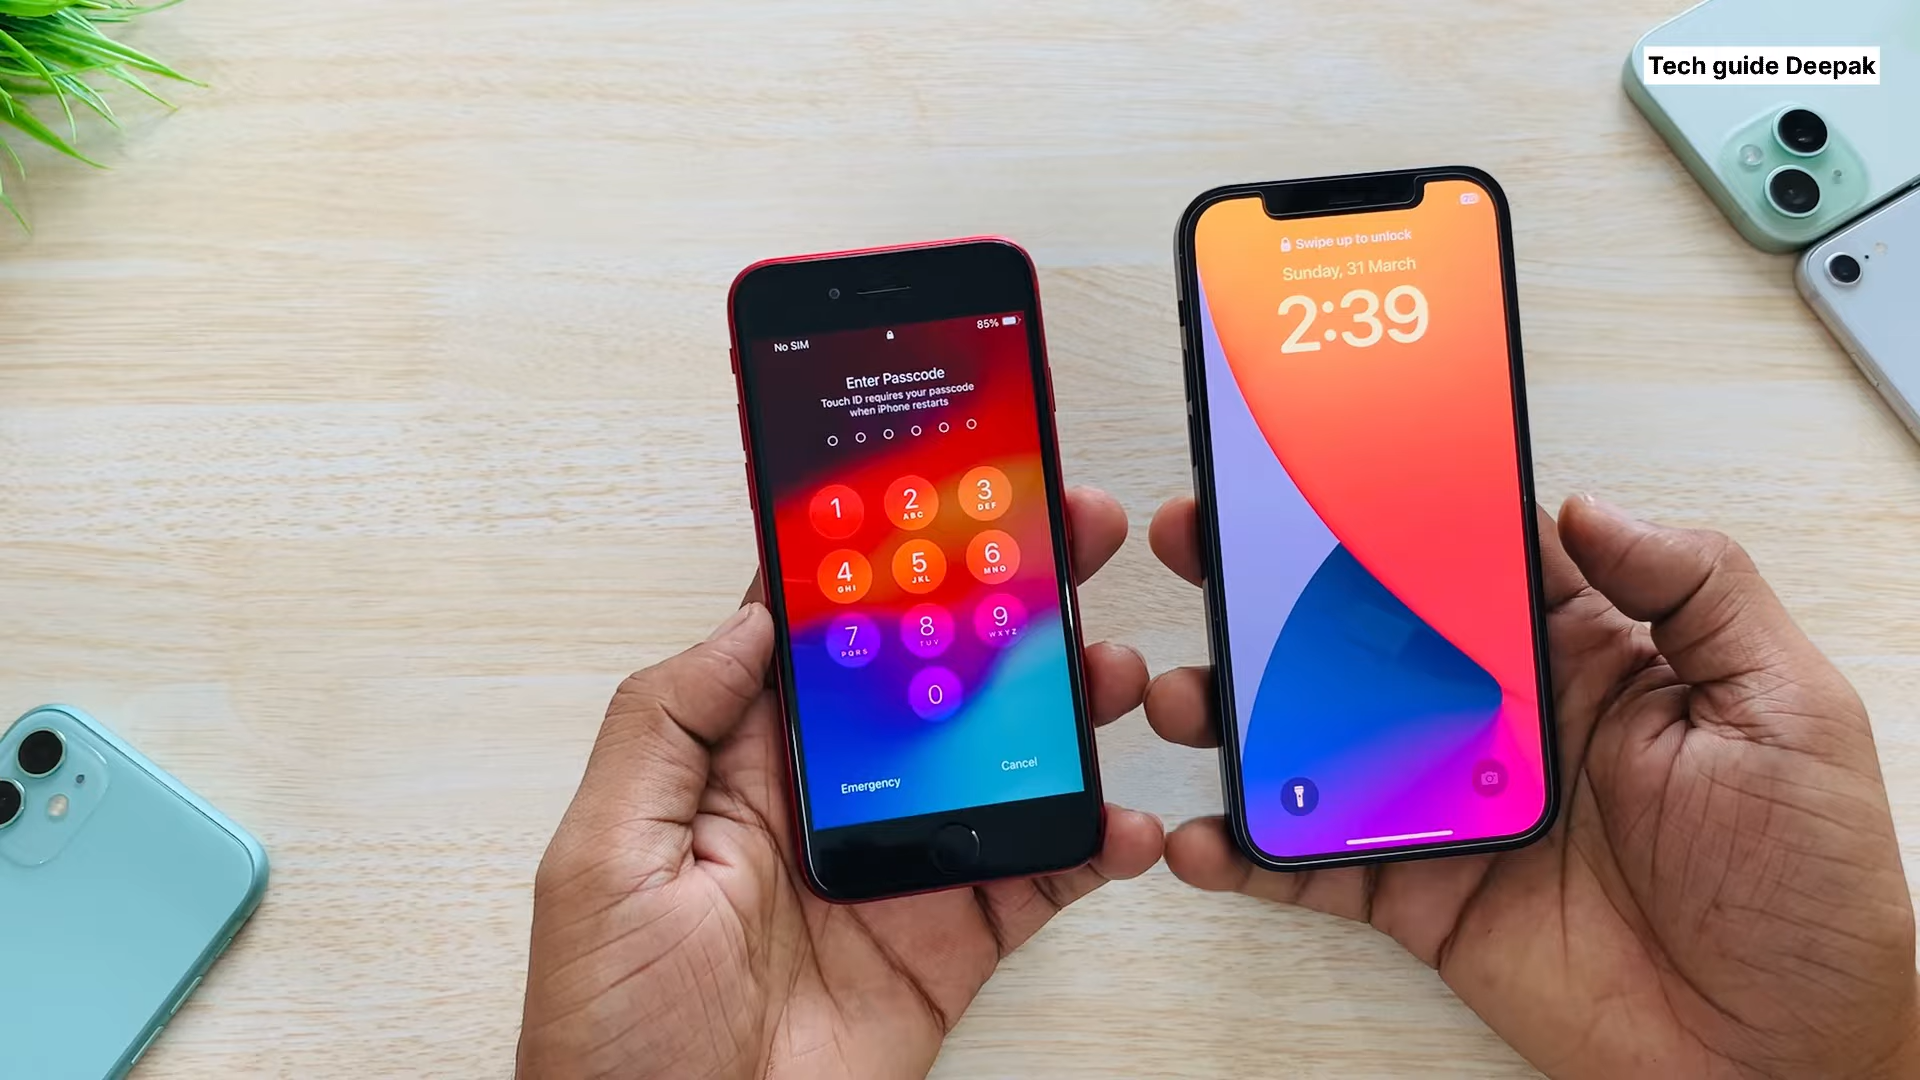 Tech guide Deepak
No SIM
85%
Enter Passcode
Touch ID requires your passcode
when iPhone restarts
1
2
ABC
3
DEF
4
GHI
5
JKL
6
MNO
7
PQRS
8
TUV
9
WXYZ
0
Emergency
Cancel
Swipe up to unlock
Sunday, 31 March
2:39